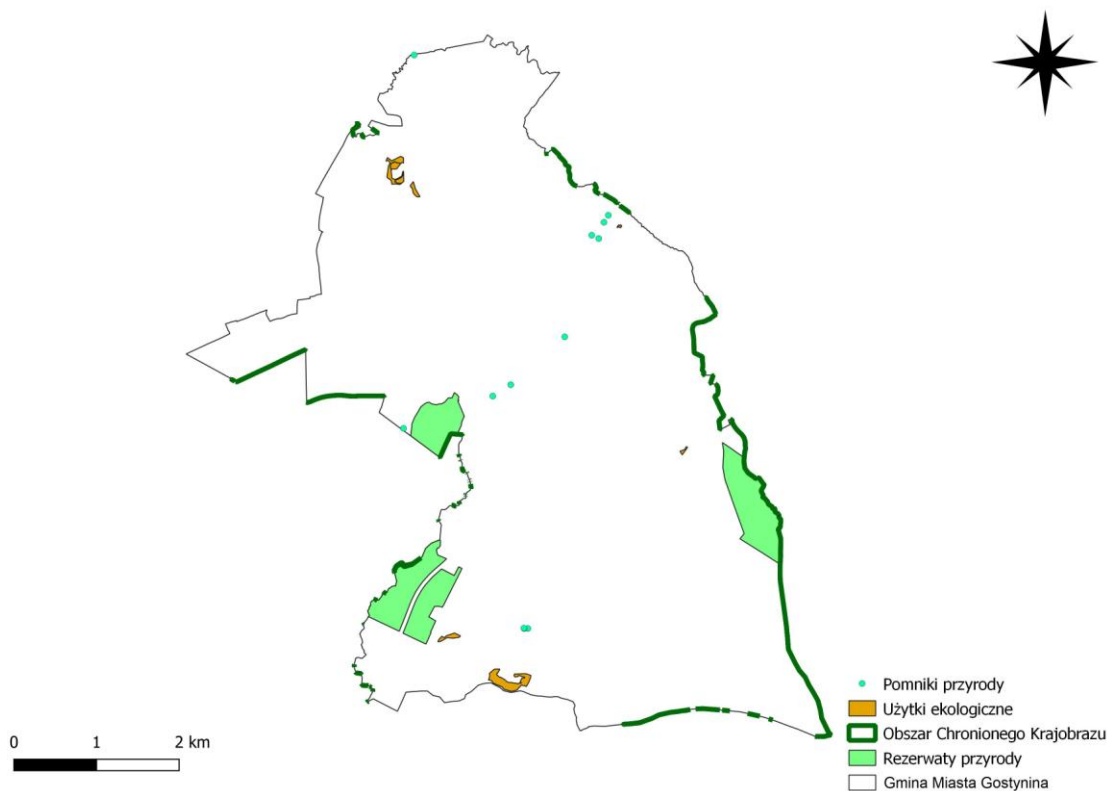 Pomniki przyrody
Użytki ekologiczne
Obszar Chronionego Krajobrazu
Rezerwaty przyrody
Gmina Miasta Gostynina
0 1 2 km